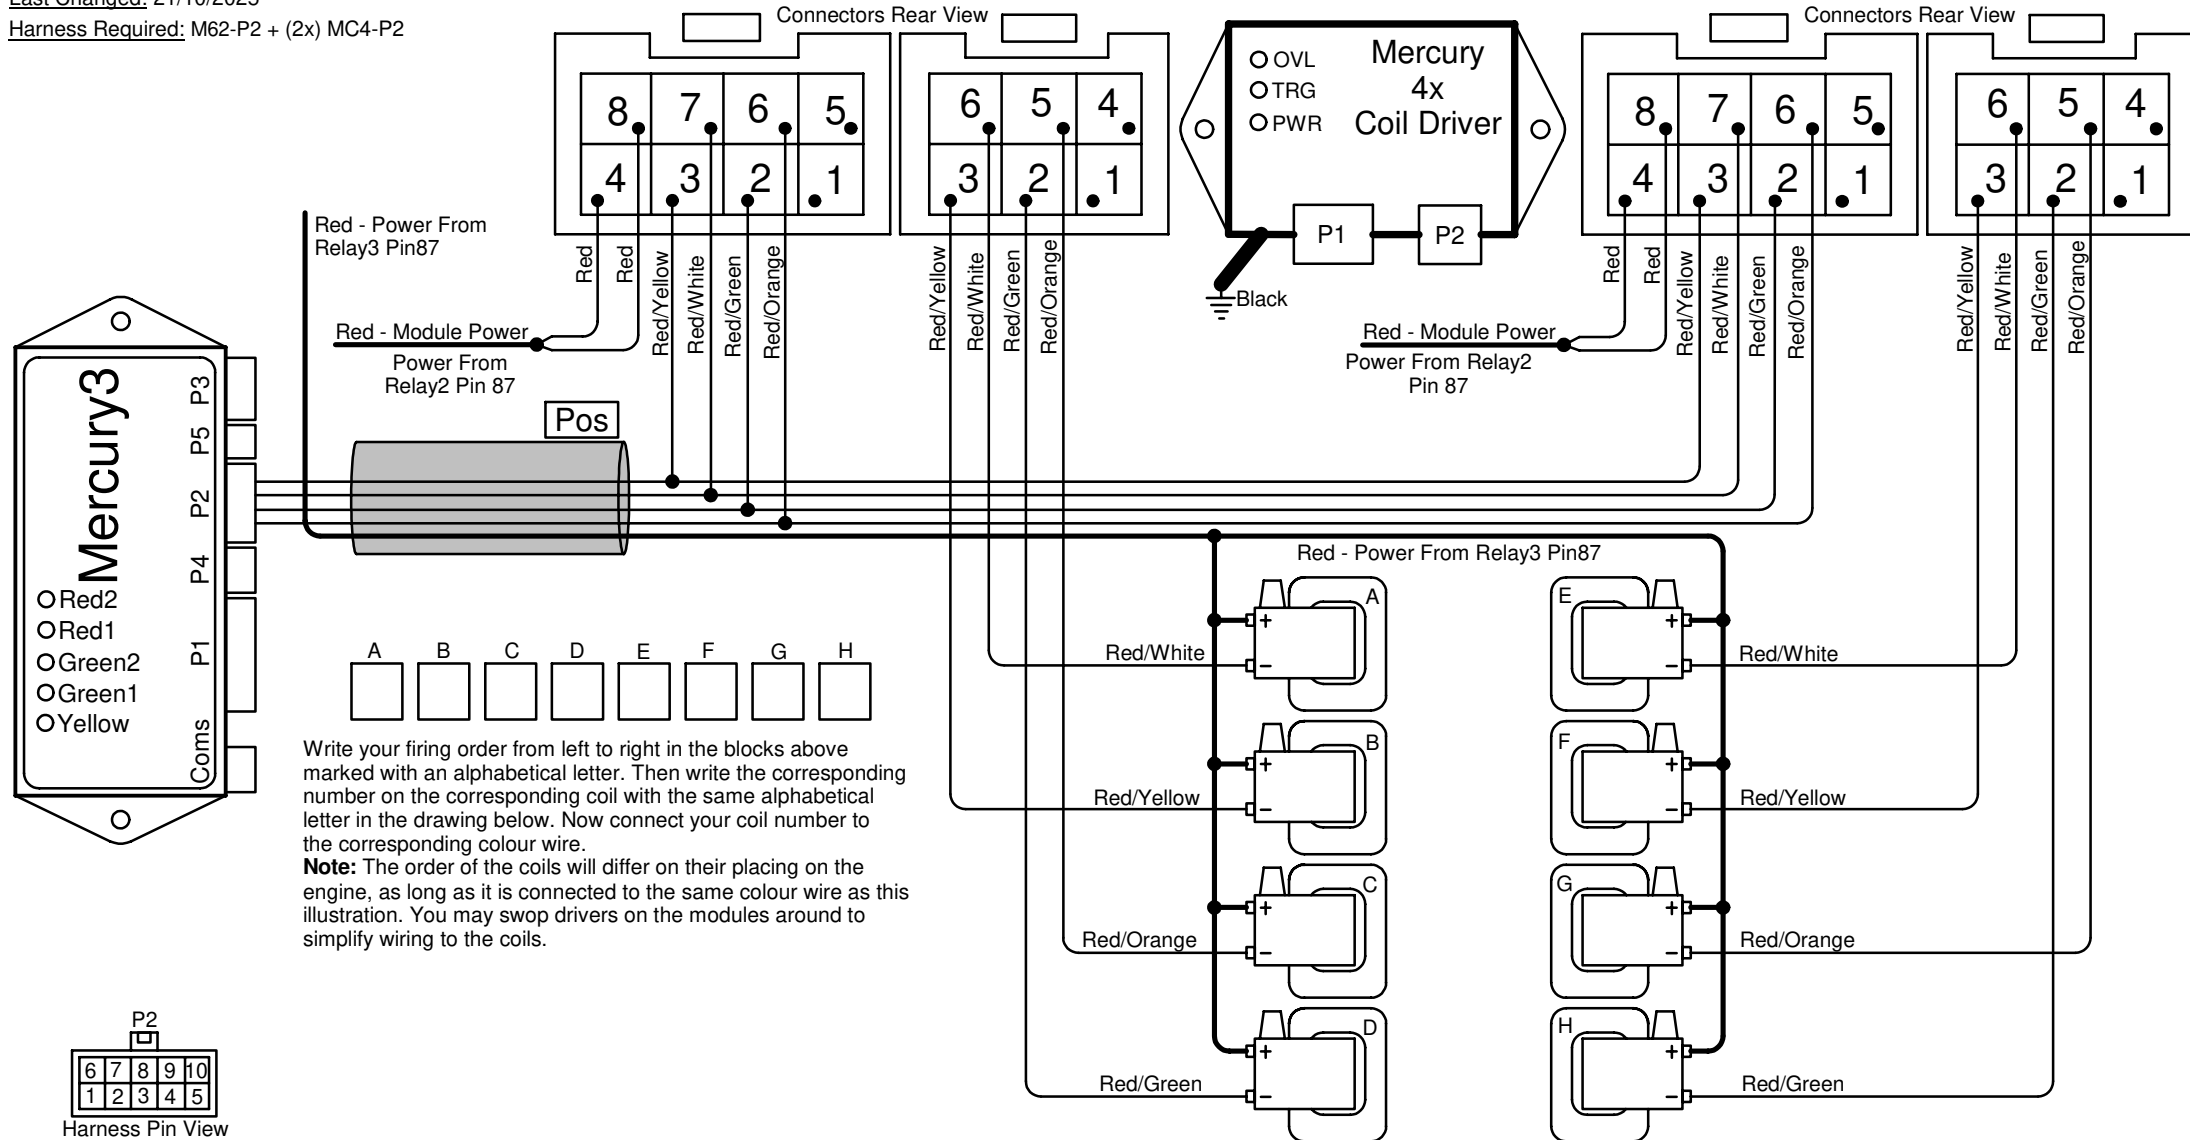 Last Changed: 21/10/2025
Harness Required: M62-P2 + (2x) MC4-P2
Connectors Rear View
8 7 6 5
4 3 2 1
6 5 4
3 2 1
OVL
TRG
PWR
Mercury
4x
Coil Driver
P1
P2
Black
Connectors Rear View
8 7 6 5
4 3 2 1
6 5 4
3 2 1
Red - Power From
Relay3 Pin87
Red
Red
Red/Yellow
Red/White
Red/Green
Red/Orange
Red/Yellow
Red/White
Red/Green
Red/Orange
Red
Red
Red/Yellow
Red/White
Red/Green
Red/Orange
Red/Yellow
Red/White
Red/Green
Red/Orange
Red - Module Power
Power From
Relay2 Pin 87
Red - Module Power
Power From Relay2
Pin 87
Pos
Mercury3
P3
P5
P2
P4
P1
Coms
Red2
Red1
Green2
Green1
Yellow
Red - Power From Relay3 Pin87
A B C D E F G H
Write your firing order from left to right in the blocks above
marked with an alphabetical letter. Then write the corresponding
number on the corresponding coil with the same alphabetical
letter in the drawing below. Now connect your coil number to
the corresponding colour wire.
Note: The order of the coils will differ on their placing on the
engine, as long as it is connected to the same colour wire as this
illustration. You may swop drivers on the modules around to
simplify wiring to the coils.
A
+
Red/White
−
E
+
Red/White
−
B
+
Red/Yellow
−
F
+
Red/Yellow
−
C
+
Red/Orange
−
G
+
Red/Orange
−
D
+
Red/Green
−
H
+
Red/Green
−
P2
6 7 8 9 10
1 2 3 4 5
Harness Pin View